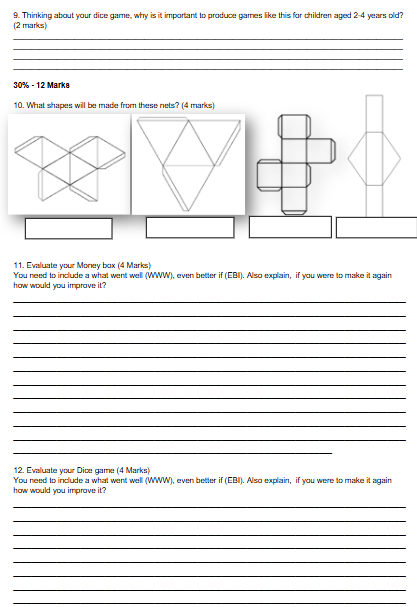 9. Thinking about your dice game, why is it important to produce games like this for children aged 2-4 years old?
(2 marks)
30% - 12 Marks
10. What shapes will be made from these nets? (4 marks)
11. Evaluate your Money box (4 Marks)
You need to include a what went well (WWW), even better if (EBI). Also explain, if you were to make it again
how would you improve it?
12. Evaluate your Dice game (4 Marks)
You need to include a what went well (WWW), even better if (EBI). Also explain, if you were to make it again
how would you improve it?